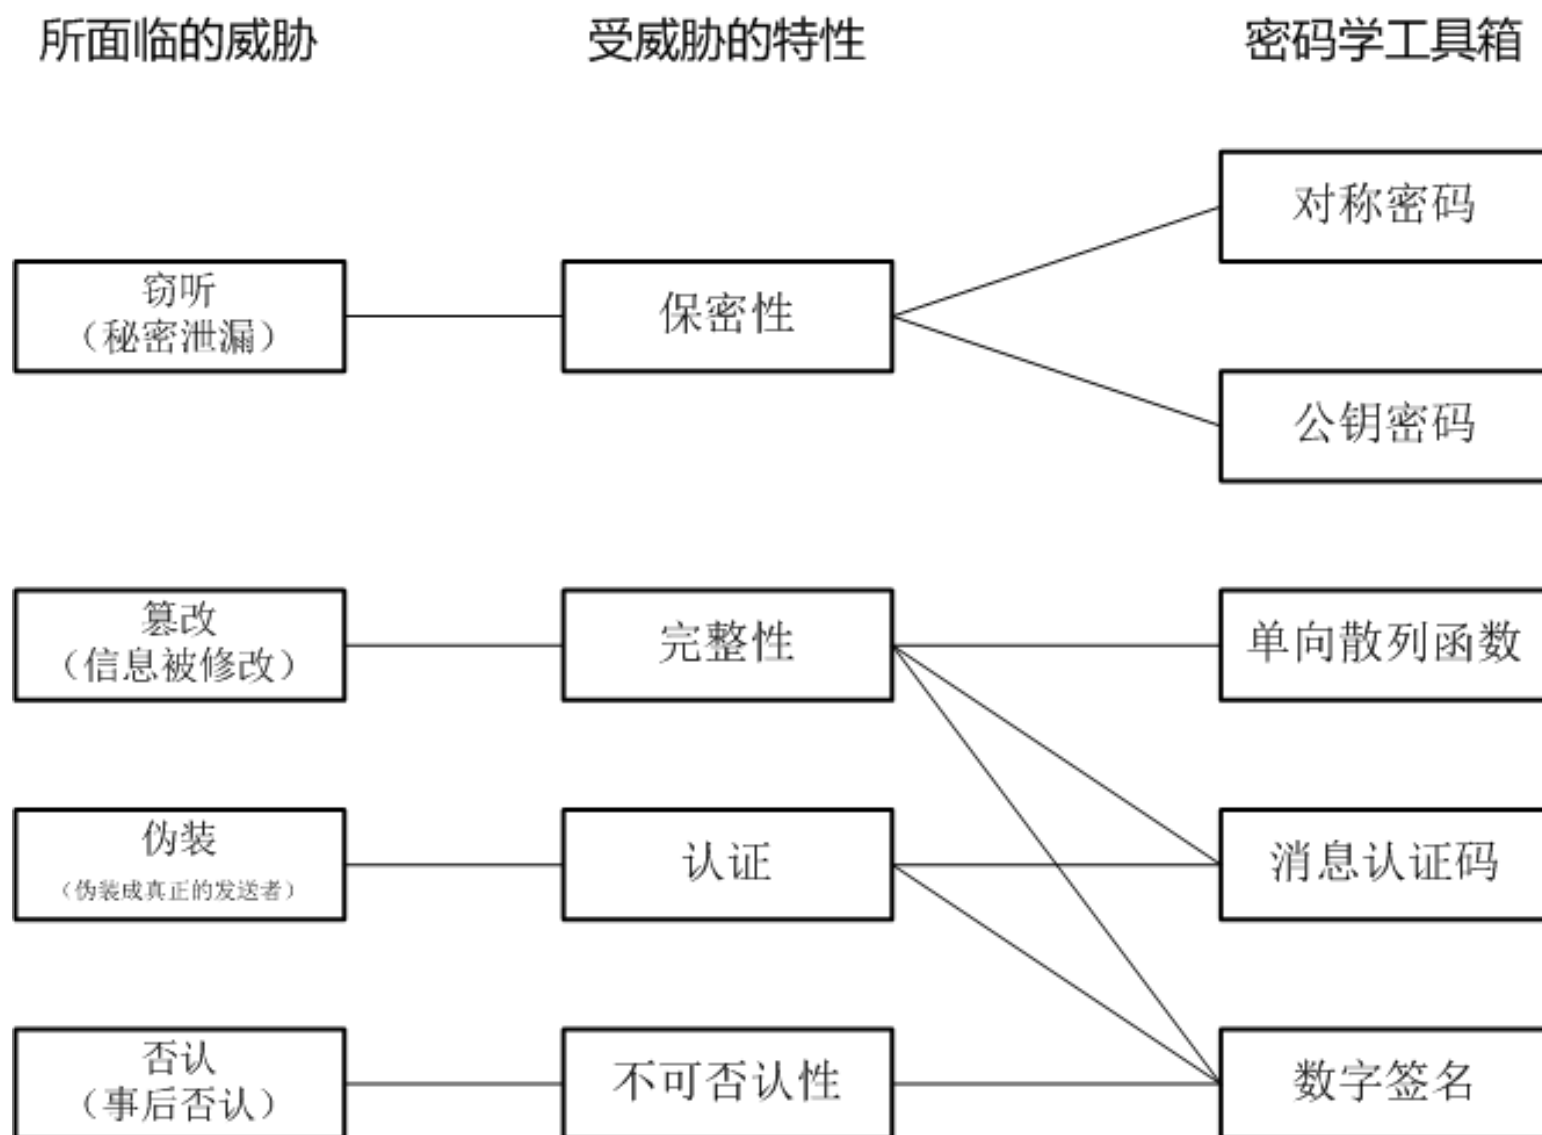 所面临的威胁 受威胁的特性 密码学工具箱
对称密码
窃听
（秘密泄漏）
保密性
公钥密码
篡改
（信息被修改）
完整性
单向散列函数
伪装
（伪装成真正的发送者）
认证
消息认证码
否认
（事后否认）
不可否认性
数字签名